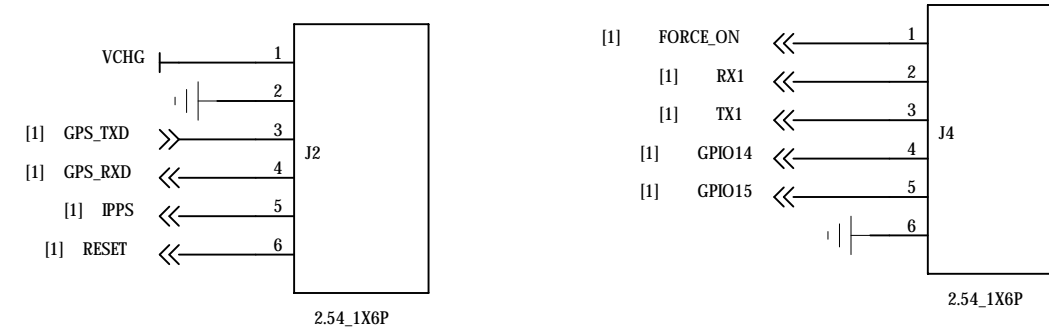 VCHG 1
2
[1] GPS_TXD 3
J2
[1] GPS_RXD 4
[1] IPPS 5
[1] RESET 6
2.54_1X6P
[1] FORCE_ON 1
[1] RX1 2
[1] TX1 3
J4
[1] GPIO14 4
[1] GPIO15 5
6
2.54_1X6P